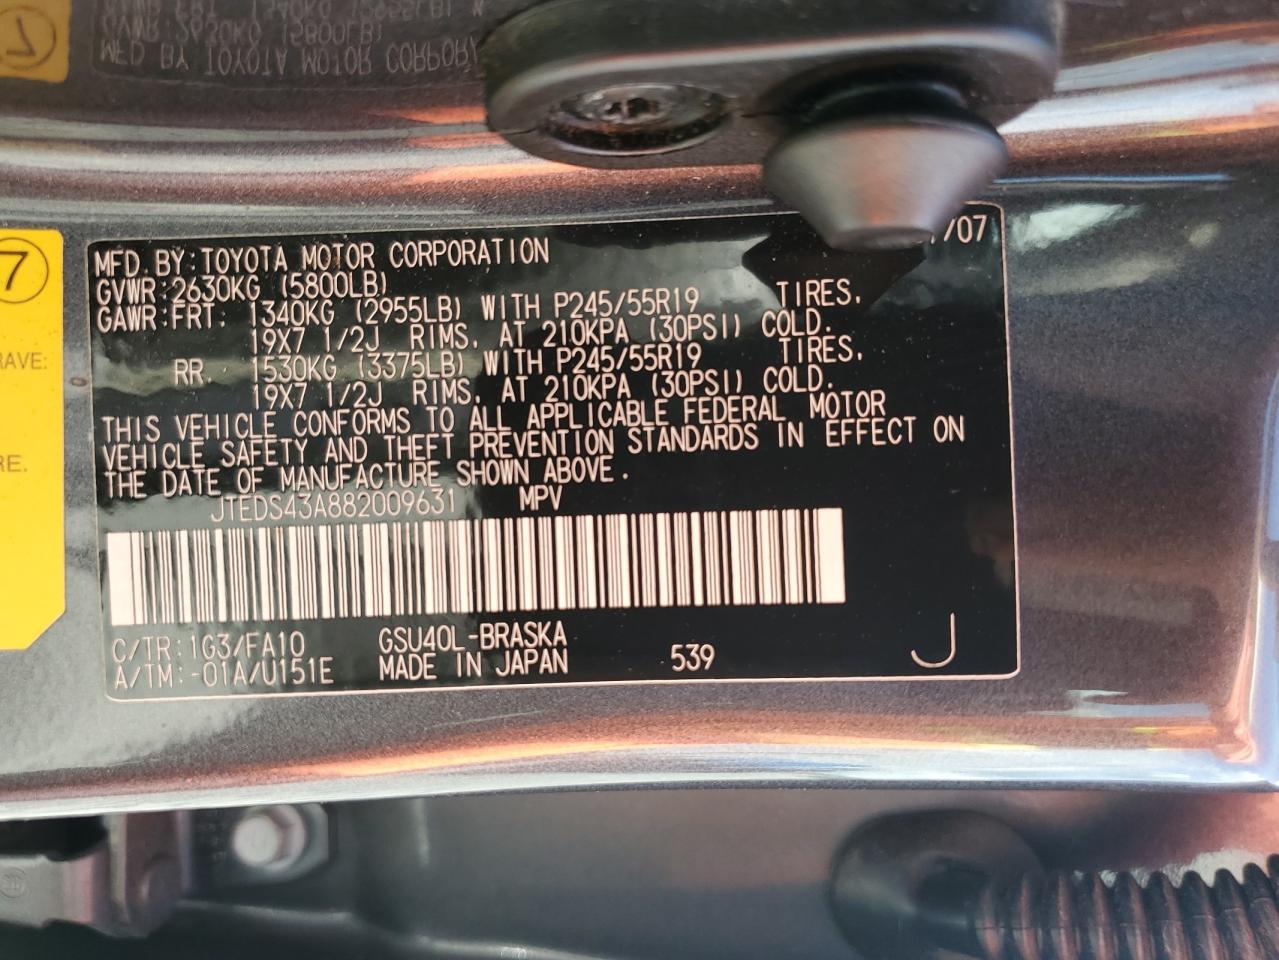 7
RAVE:
RE.
/07
MFD. BY: TOYOTA MOTOR CORPORATION
GVWR: 2630KG (5800LB)
GAWR: FRT: 1340KG (2955LB) WITH P245/55R19 TIRES.
19X7 1/2J RIMS. AT 210KPA (30PSI) COLD.
RR. 1530KG (3375LB) WITH P245/55R19 TIRES.
19X7 1/2J RIMS. AT 210KPA (30PSI) COLD.
THIS VEHICLE CONFORMS TO ALL APPLICABLE FEDERAL MOTOR
VEHICLE SAFETY AND THEFT PREVENTION STANDARDS IN EFFECT ON
THE DATE OF MANUFACTURE SHOWN ABOVE.
JTEDS43A882009631 MPV
C/TR: 1G3/FA10 GSU40L-BRASKA
A/TM: -01A/U151E MADE IN JAPAN 539 J